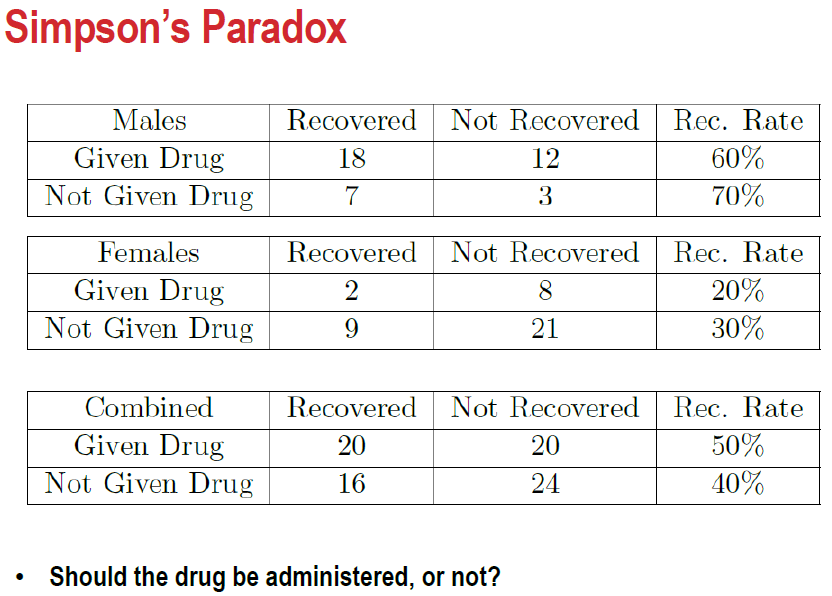 Simpson's Paradox
Males Recovered Not Recovered Rec. Rate
Given Drug 18 12 60%
Not Given Drug 7 3 70%
Females Recovered Not Recovered Rec. Rate
Given Drug 2 8 20%
Not Given Drug 9 21 30%
Combined Recovered Not Recovered Rec. Rate
Given Drug 20 20 50%
Not Given Drug 16 24 40%
• Should the drug be administered, or not?